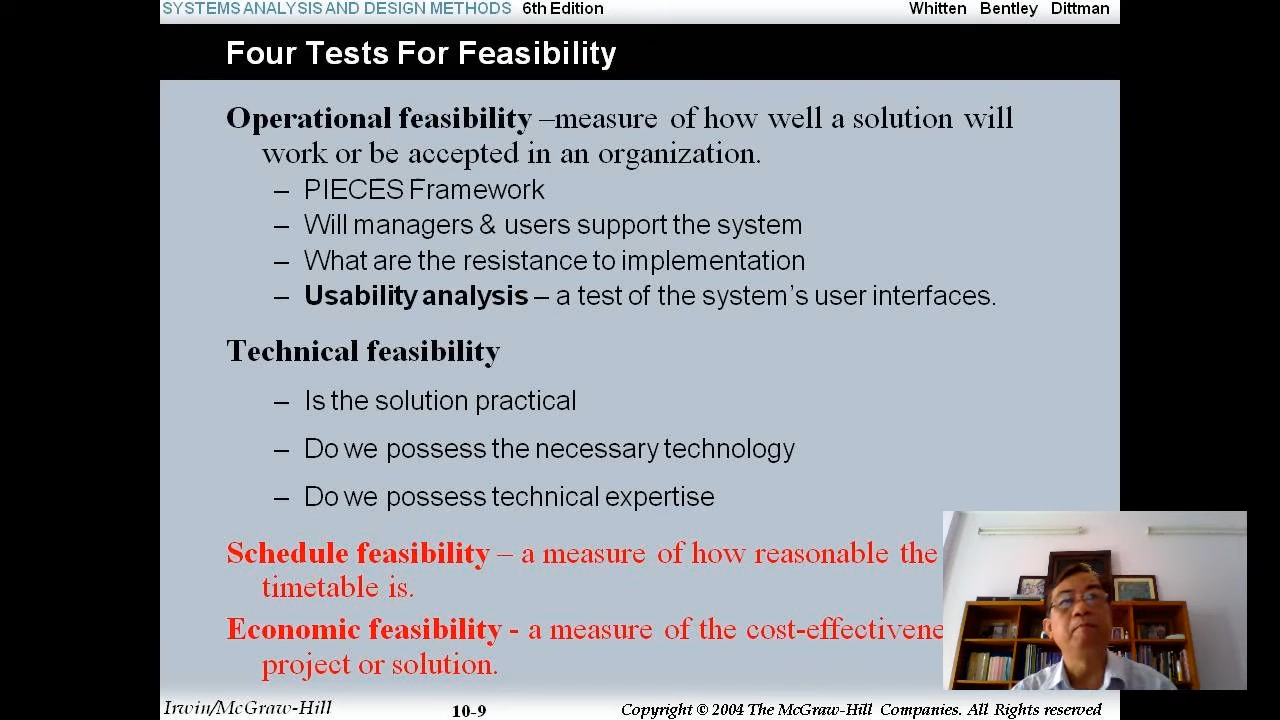 SYSTEMS ANALYSIS AND DESIGN METHODS 6th Edition Whitten Bentley Dittman
Four Tests For Feasibility
Operational feasibility –measure of how well a solution will
work or be accepted in an organization.
– PIECES Framework
– Will managers & users support the system
– What are the resistance to implementation
– Usability analysis – a test of the system's user interfaces.
Technical feasibility
– Is the solution practical
– Do we possess the necessary technology
– Do we possess technical expertise
Schedule feasibility – a measure of how reasonable the
timetable is.
Economic feasibility - a measure of the
project or solution.
Irwin/McGraw-Hill 10-9 Copyright © 2004 The McGraw-Hill Companies. All Rights reserved